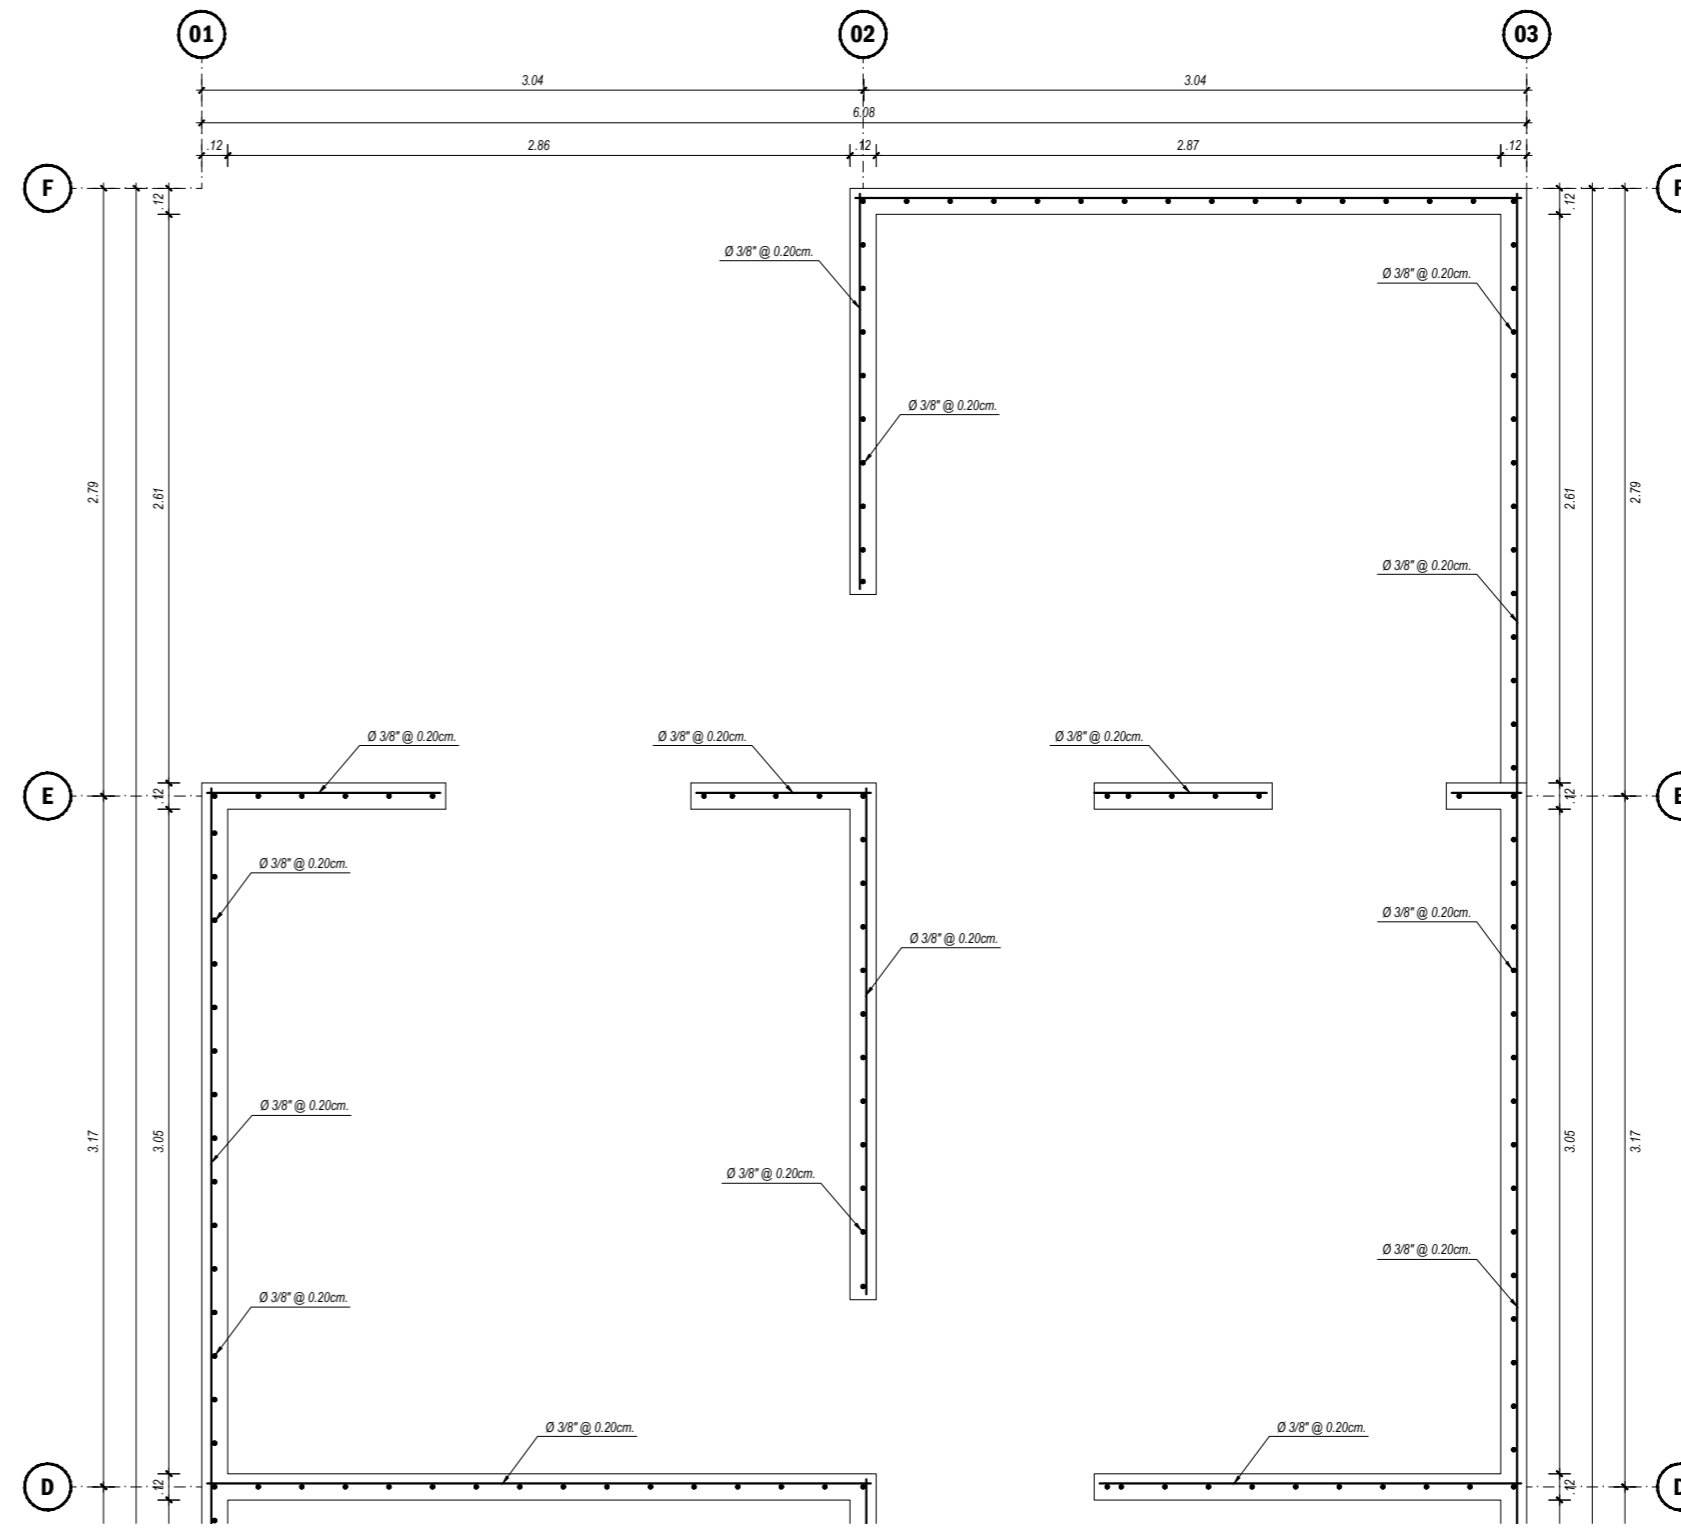 01 02 03
3.04 3.04
6.08
.12 2.86 .12 2.87 .12
F
.12 .12
Ø 3/8" @ 0.20cm.
Ø 3/8" @ 0.20cm.
Ø 3/8" @ 0.20cm.
2.79 2.61 2.61 2.79
Ø 3/8" @ 0.20cm.
Ø 3/8" @ 0.20cm. Ø 3/8" @ 0.20cm. Ø 3/8" @ 0.20cm.
E .12 .12
Ø 3/8" @ 0.20cm.
Ø 3/8" @ 0.20cm.
Ø 3/8" @ 0.20cm.
Ø 3/8" @ 0.20cm.
3.17 3.05 3.05 3.17
Ø 3/8" @ 0.20cm.
Ø 3/8" @ 0.20cm.
Ø 3/8" @ 0.20cm.
Ø 3/8" @ 0.20cm. Ø 3/8" @ 0.20cm.
D .12 .12